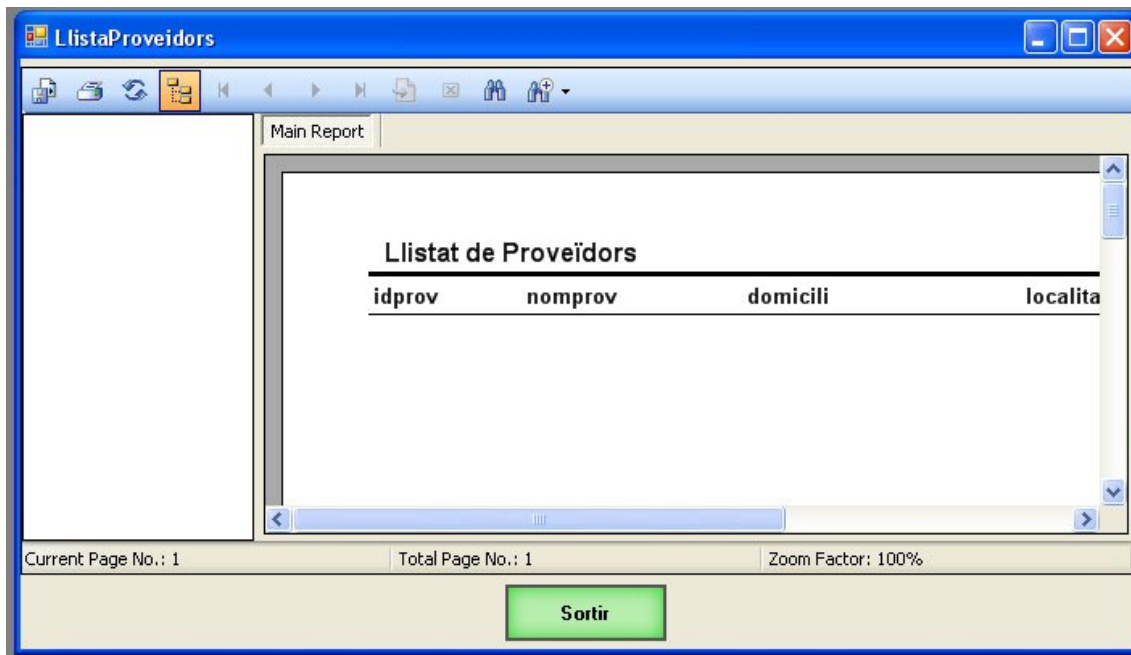 LlistaProveidors
Main Report
Llistat de Proveïdors
idprov nomprov domicili localita
Current Page No.: 1 Total Page No.: 1 Zoom Factor: 100%
Sortir